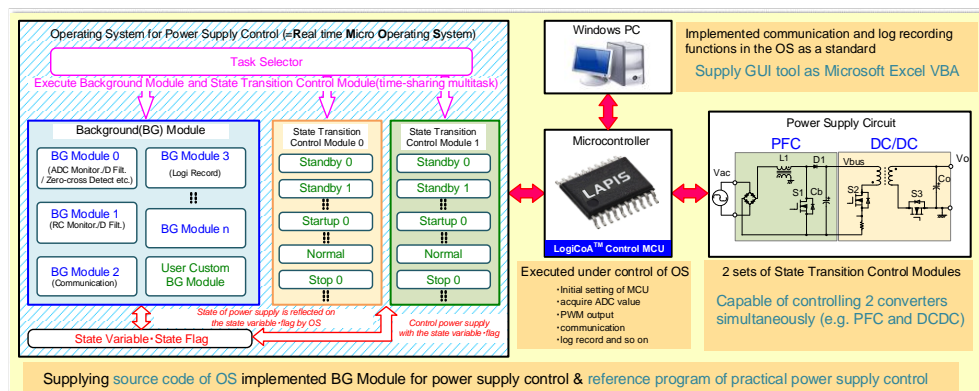 Operating System for Power Supply Control (=Real time Micro Operating System)
Task Selector
Execute Background Module and State Transition Control Module(time-sharing multitask)
Background(BG) Module
BG Module 0
(ADC Monitor./D Filt.
/ Zero-cross Detect etc.)
BG Module 3
(Logi Record)
BG Module 1
(RC Monitor./D Filt.)
BG Module n
BG Module 2
(Communication)
User Custom
BG Module
State Transition
Control Module 0
Standby 0
Standby 1
Startup 0
Normal
Stop 0
State Transition
Control Module 1
Standby 0
Standby 1
Startup 0
Normal
Stop 0
State of power supply is reflected on
the state variable・flag by OS
Control power supply
with the state variable・flag
State Variable・State Flag
Windows PC
Implemented communication and log recording
functions in the OS as a standard
Supply GUI tool as Microsoft Excel VBA
Microcontroller
LAPIS
LogiCoA™ Control MCU
Executed under control of OS
・Initial setting of MCU
・acquire ADC value
・PWM output
・communication
・log record and so on
Power Supply Circuit
PFC
DC/DC
Vac
L1
D1
S1
Cb
Vbus
S2
S3
Co
Vo
2 sets of State Transition Control Modules
Capable of controlling 2 converters
simultaneously (e.g. PFC and DCDC)
Supplying source code of OS implemented BG Module for power supply control & reference program of practical power supply control